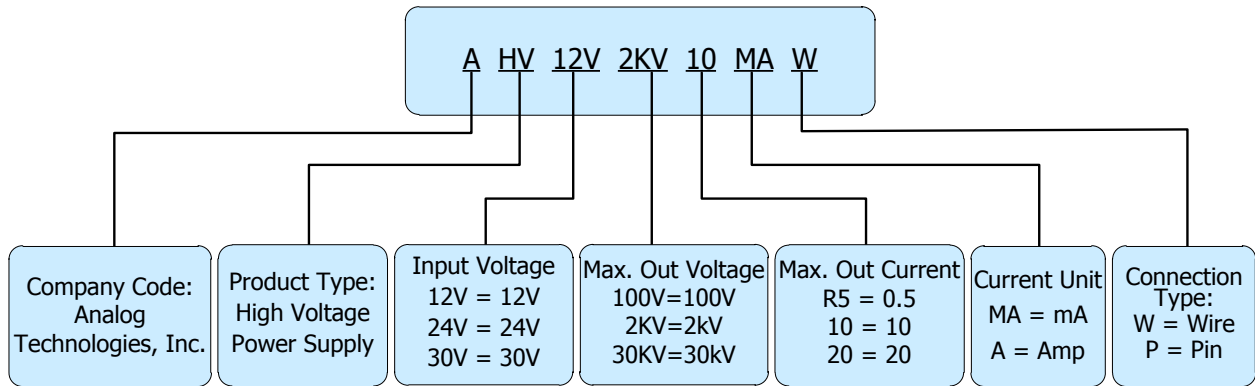 A HV 12V 2KV 10 MA W
Company Code:
Analog
Technologies, Inc.
Product Type:
High Voltage
Power Supply
Input Voltage
12V = 12V
24V = 24V
30V = 30V
Max. Out Voltage
100V=100V
2KV=2kV
30KV=30kV
Max. Out Current
R5 = 0.5
10 = 10
20 = 20
Current Unit
MA = mA
A = Amp
Connection
Type:
W = Wire
P = Pin